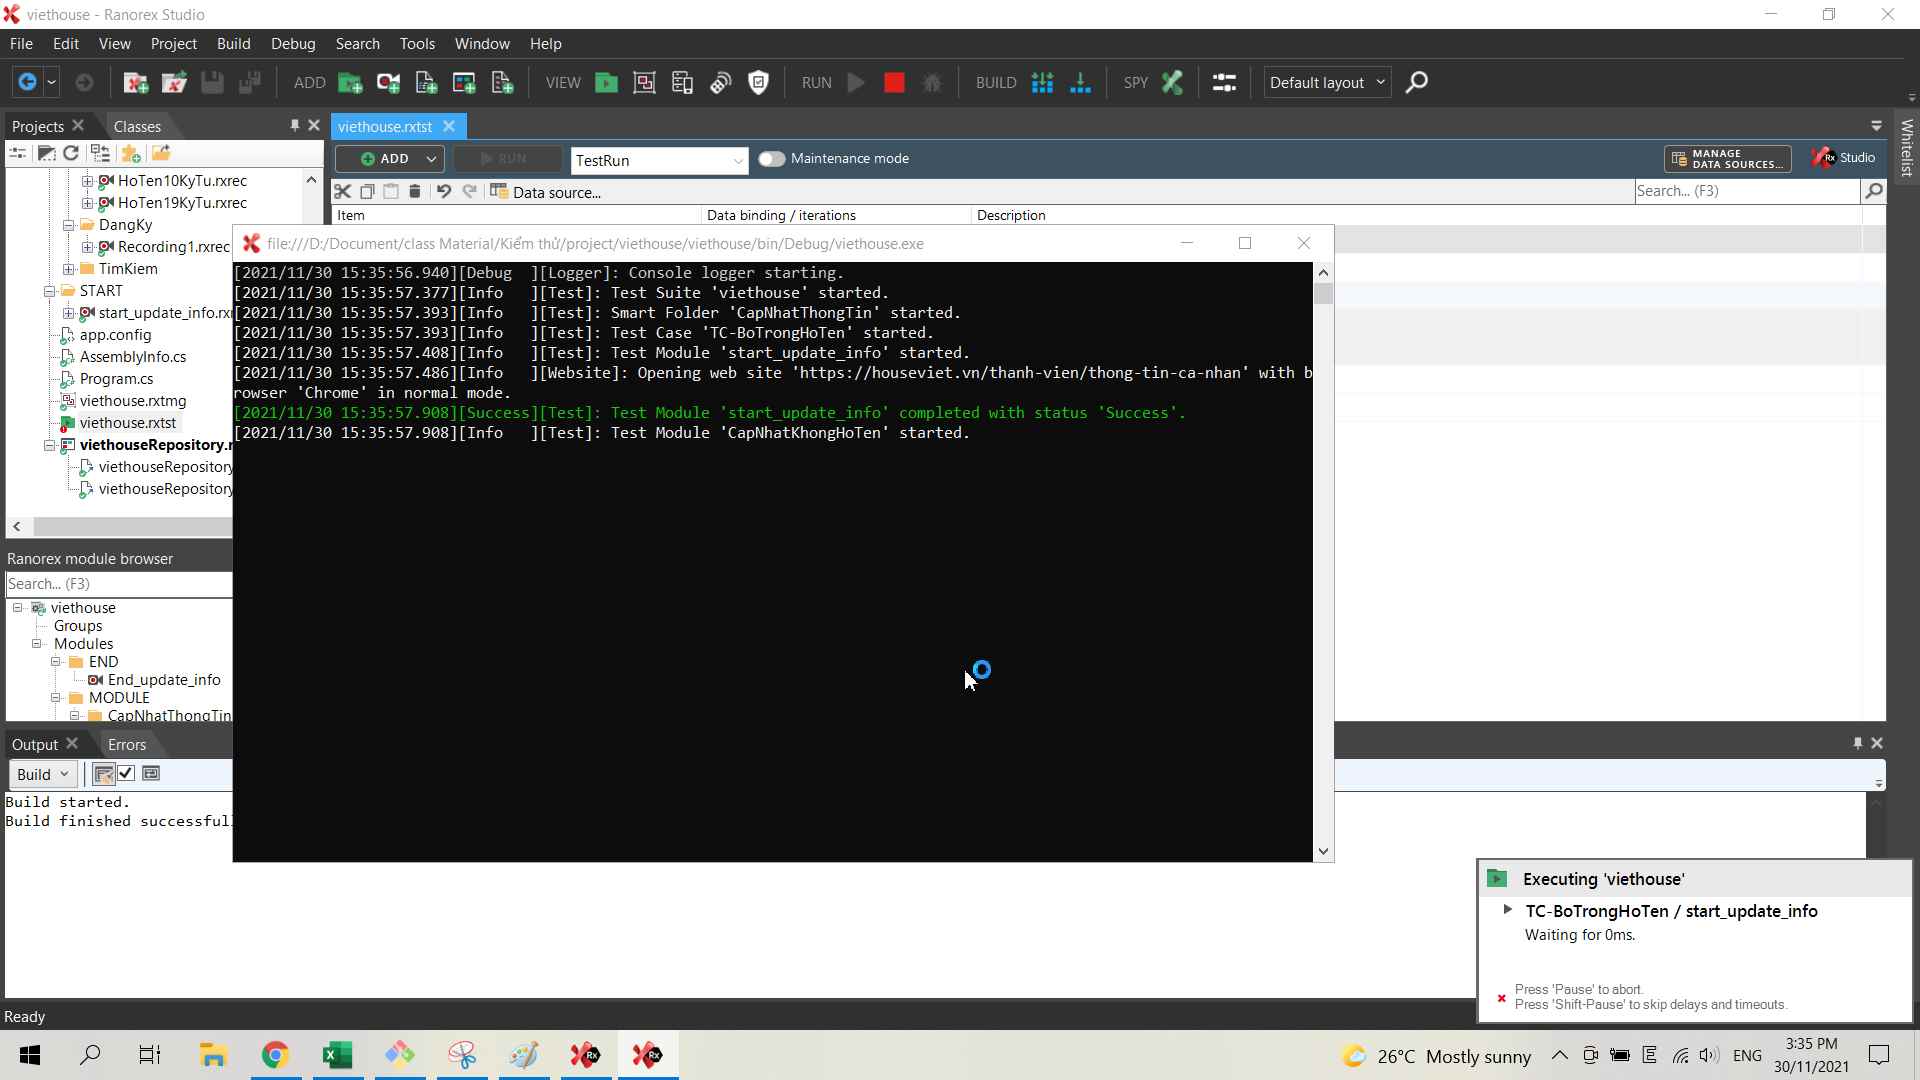 viethouse - Ranorex Studio
File Edit View Project Build Debug Search Tools Window Help
ADD VIEW RUN BUILD SPY Default layout
Projects Classes viethouse.rxtst
Whitelist
ADD RUN TestRun Maintenance mode MANAGE DATA SOURCES... Rx Studio
Data source... Search... (F3)
Item Data binding / iterations Description
HoTen10KyTu.rxrec
HoTen19KyTu.rxrec
DangKy
Recording1.rxrec
TimKiem
START
start_update_info.rxr
app.config
AssemblyInfo.cs
Program.cs
viethouse.rxtmg
viethouse.rxtst
viethouseRepository.r
viethouseRepository
viethouseRepository
file:///D:/Document/class Material/Kiểm thử/project/viethouse/viethouse/bin/Debug/viethouse.exe
[2021/11/30 15:35:56.940][Debug  ][Logger]: Console logger starting.
[2021/11/30 15:35:57.377][Info   ][Test]: Test Suite 'viethouse' started.
[2021/11/30 15:35:57.393][Info   ][Test]: Smart Folder 'CapNhatThongTin' started.
[2021/11/30 15:35:57.393][Info   ][Test]: Test Case 'TC-BoTrongHoTen' started.
[2021/11/30 15:35:57.408][Info   ][Test]: Test Module 'start_update_info' started.
[2021/11/30 15:35:57.486][Info   ][Website]: Opening web site 'https://houseviet.vn/thanh-vien/thong-tin-ca-nhan' with b
rowser 'Chrome' in normal mode.
[2021/11/30 15:35:57.908][Success][Test]: Test Module 'start_update_info' completed with status 'Success'.
[2021/11/30 15:35:57.908][Info   ][Test]: Test Module 'CapNhatKhongHoTen' started.
Ranorex module browser
Search... (F3)
viethouse
Groups
Modules
END
End_update_info
MODULE
CapNhatThongTin
Output Errors
Build
Build started.
Build finished successfull
Executing 'viethouse'
TC-BoTrongHoTen / start_update_info
Waiting for 0ms.
Press 'Pause' to abort.
Press 'Shift-Pause' to skip delays and timeouts.
Ready
26°C Mostly sunny ENG 3:35 PM
30/11/2021